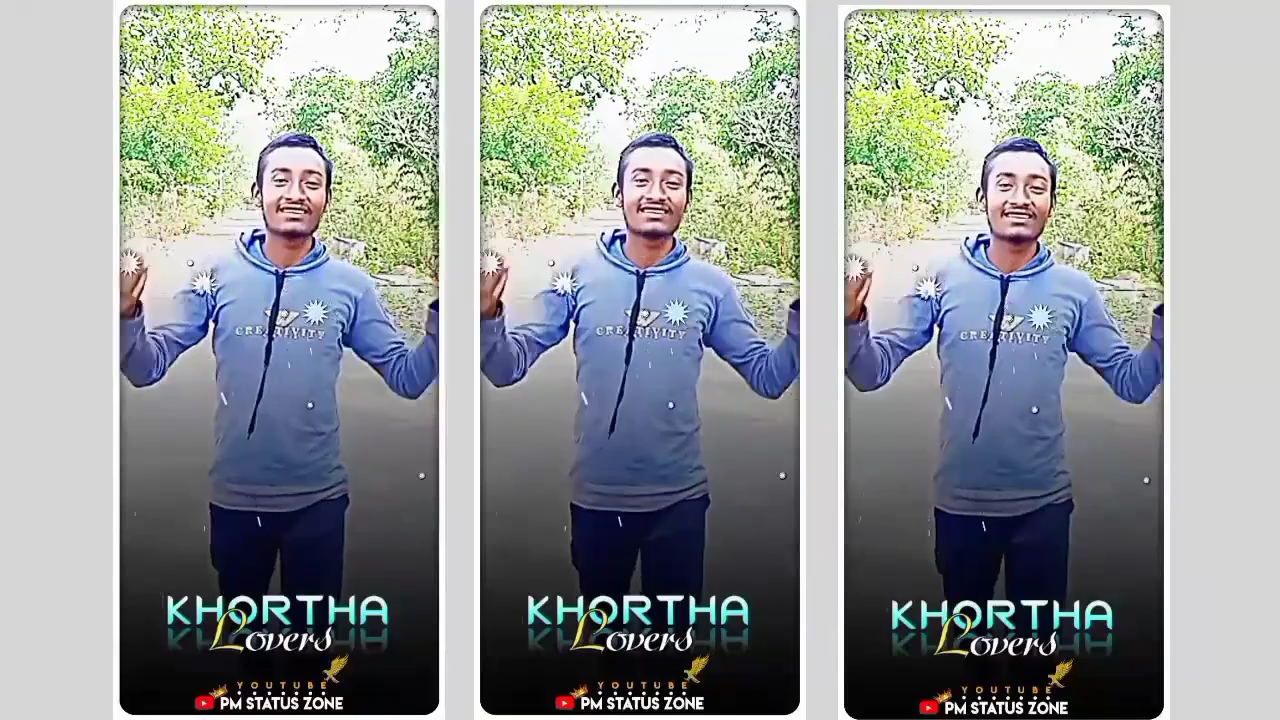 CREATIVITY
KHORTHA
Lovers
YOUTUBE
PM STATUS ZONE
CREATIVITY
KHORTHA
Lovers
YOUTUBE
PM STATUS ZONE
CREATIVITY
KHORTHA
Lovers
YOUTUBE
PM STATUS ZONE